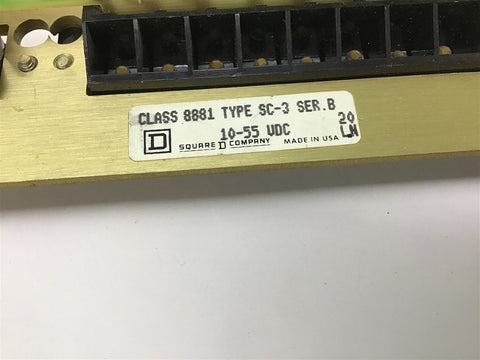 CLASS 8881 TYPE SC-3 SER.B
10-55 VDC
20
LN
D
SQUARE D COMPANY
MADE IN USA